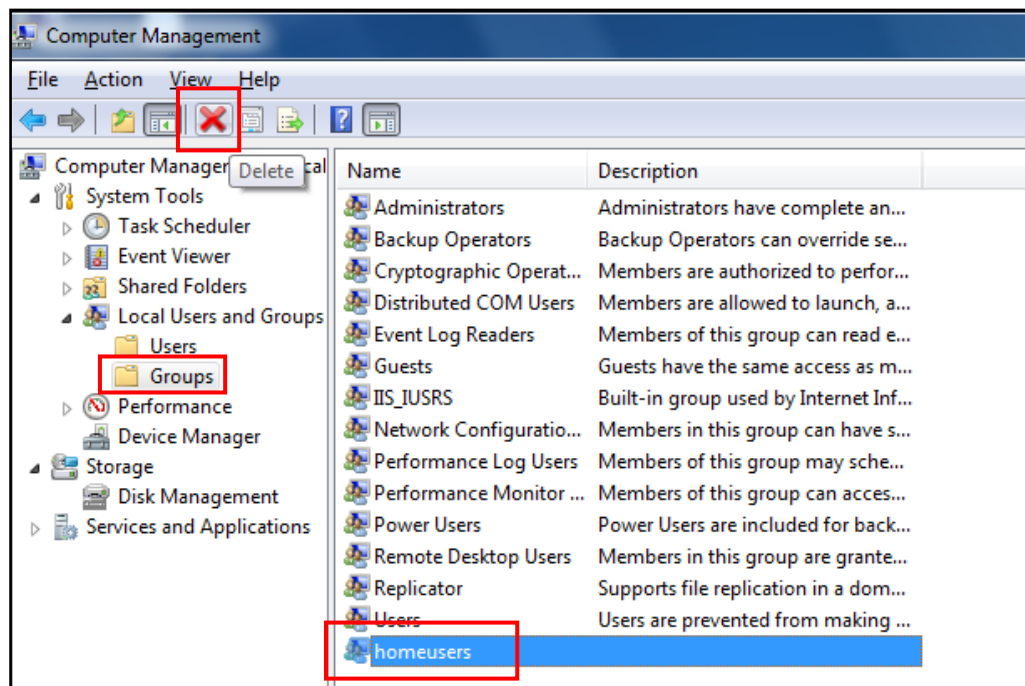 Computer Management
File Action View Help
Delete
Computer Manager cal
System Tools
Task Scheduler
Event Viewer
Shared Folders
Local Users and Groups
Users
Groups
Performance
Device Manager
Storage
Disk Management
Services and Applications
Name Description
Administrators Administrators have complete an...
Backup Operators Backup Operators can override se...
Cryptographic Operat... Members are authorized to perfor...
Distributed COM Users Members are allowed to launch, a...
Event Log Readers Members of this group can read e...
Guests Guests have the same access as m...
IIS_IUSRS Built-in group used by Internet Inf...
Network Configuratio... Members in this group can have s...
Performance Log Users Members of this group may sche...
Performance Monitor ... Members of this group can acces...
Power Users Power Users are included for back...
Remote Desktop Users Members in this group are grante...
Replicator Supports file replication in a dom...
Users Users are prevented from making ...
homeusers